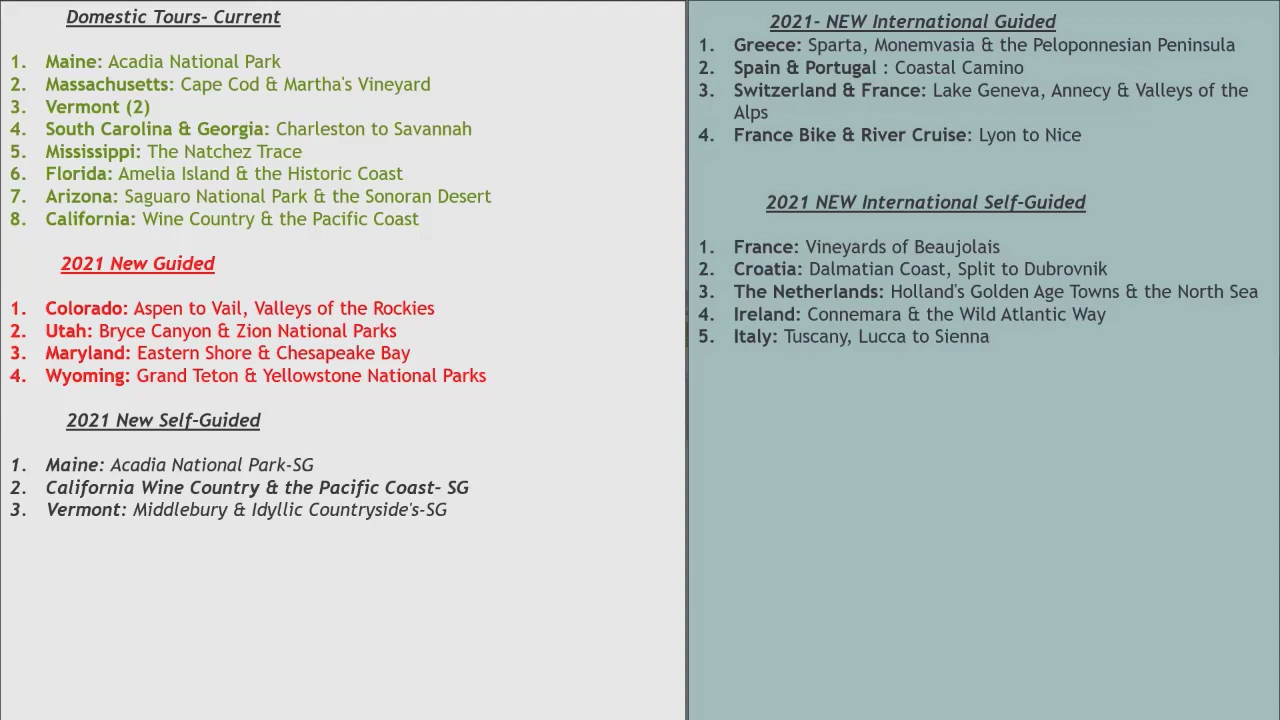 Domestic Tours- Current
1. Maine: Acadia National Park
2. Massachusetts: Cape Cod & Martha's Vineyard
3. Vermont (2)
4. South Carolina & Georgia: Charleston to Savannah
5. Mississippi: The Natchez Trace
6. Florida: Amelia Island & the Historic Coast
7. Arizona: Saguaro National Park & the Sonoran Desert
8. California: Wine Country & the Pacific Coast
2021 New Guided
1. Colorado: Aspen to Vail, Valleys of the Rockies
2. Utah: Bryce Canyon & Zion National Parks
3. Maryland: Eastern Shore & Chesapeake Bay
4. Wyoming: Grand Teton & Yellowstone National Parks
2021 New Self-Guided
1. Maine: Acadia National Park-SG
2. California Wine Country & the Pacific Coast- SG
3. Vermont: Middlebury & Idyllic Countryside's-SG
2021- NEW International Guided
1. Greece: Sparta, Monemvasia & the Peloponnesian Peninsula
2. Spain & Portugal : Coastal Camino
3. Switzerland & France: Lake Geneva, Annecy & Valleys of the
Alps
4. France Bike & River Cruise: Lyon to Nice
2021 NEW International Self-Guided
1. France: Vineyards of Beaujolais
2. Croatia: Dalmatian Coast, Split to Dubrovnik
3. The Netherlands: Holland's Golden Age Towns & the North Sea
4. Ireland: Connemara & the Wild Atlantic Way
5. Italy: Tuscany, Lucca to Sienna